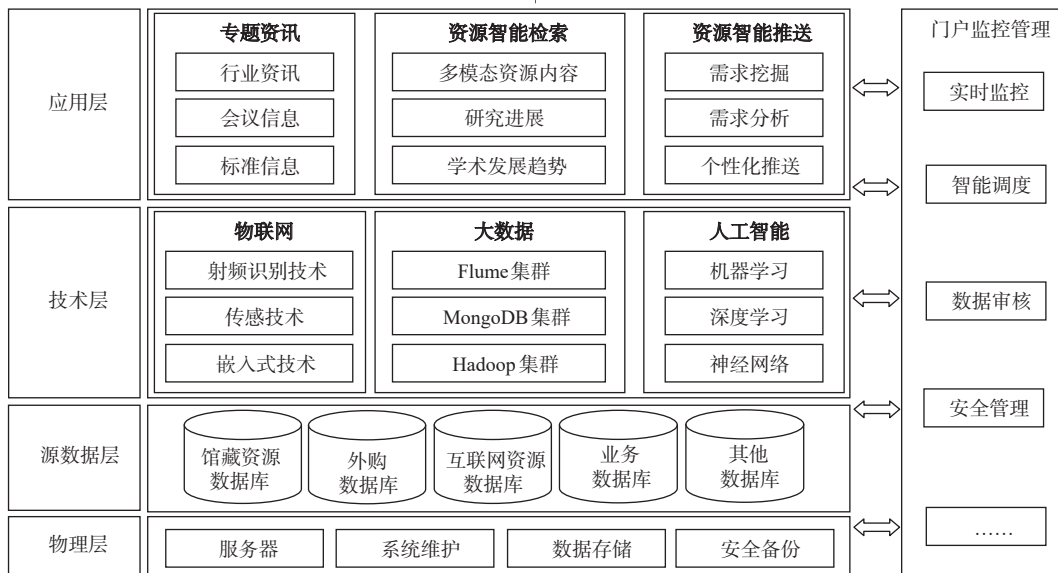 应用层
专题资讯
行业资讯
会议信息
标准信息
资源智能检索
多模态资源内容
研究进展
学术发展趋势
资源智能推送
需求挖掘
需求分析
个性化推送
技术层
物联网
射频识别技术
传感技术
嵌入式技术
大数据
Flume集群
MongoDB集群
Hadoop集群
人工智能
机器学习
深度学习
神经网络
源数据层
馆藏资源
数据库
外购
数据库
互联网资源
数据库
业务
数据库
其他
数据库
物理层
服务器
系统维护
数据存储
安全备份
门户监控管理
实时监控
智能调度
数据审核
安全管理
……